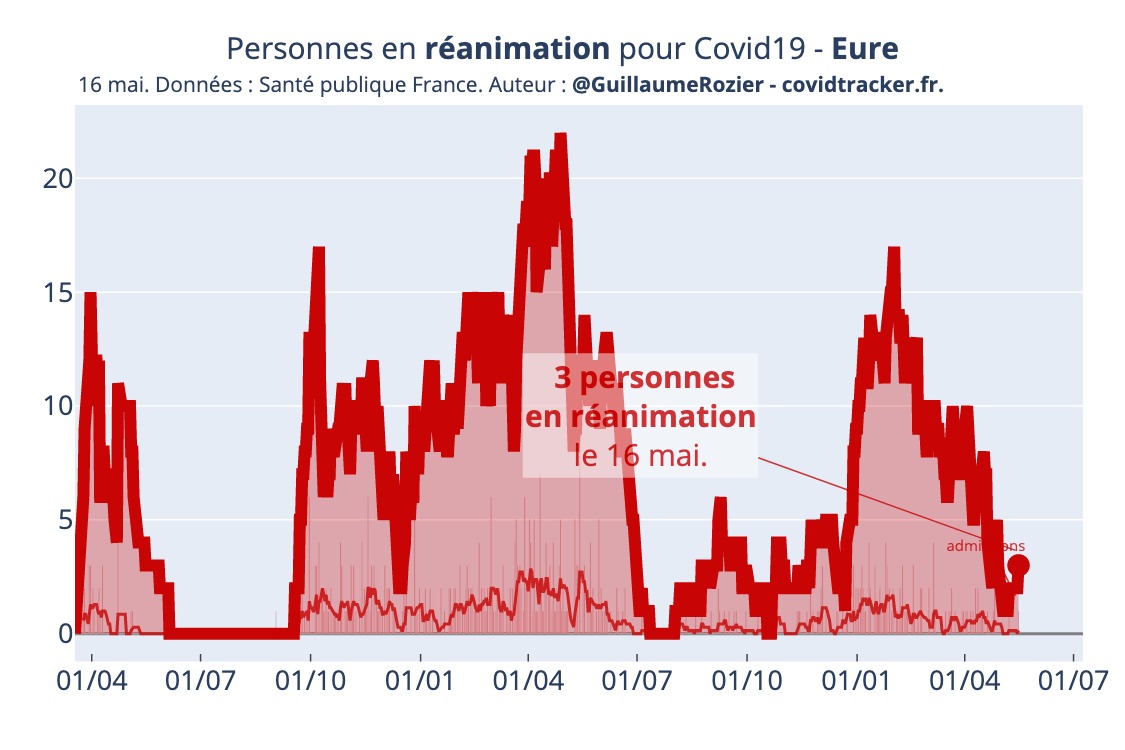 Personnes en réanimation pour Covid19 - Eure
16 mai. Données : Santé publique France. Auteur : @GuillaumeRozier - covidtracker.fr.
20
15
10
5
0
3 personnes
en réanimation
le 16 mai.
admissions
01/04 01/07 01/10 01/01 01/04 01/07 01/10 01/01 01/04 01/07